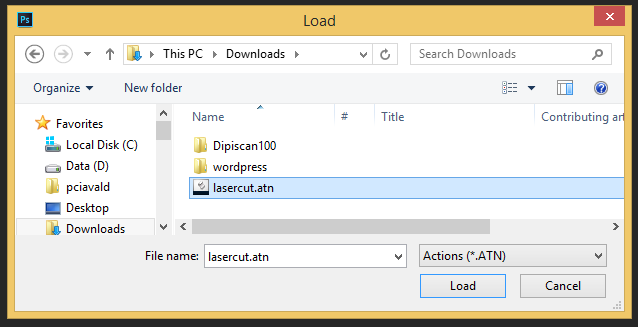 Ps Load
This PC Downloads Search Downloads
Organize New folder
Name # Title Contributing art
Favorites
Local Disk (C)
Data (D)
pciavald
Desktop
Downloads
Dipiscan100
wordpress
lasercut.atn
File name: lasercut.atn Actions (*.ATN)
Load Cancel